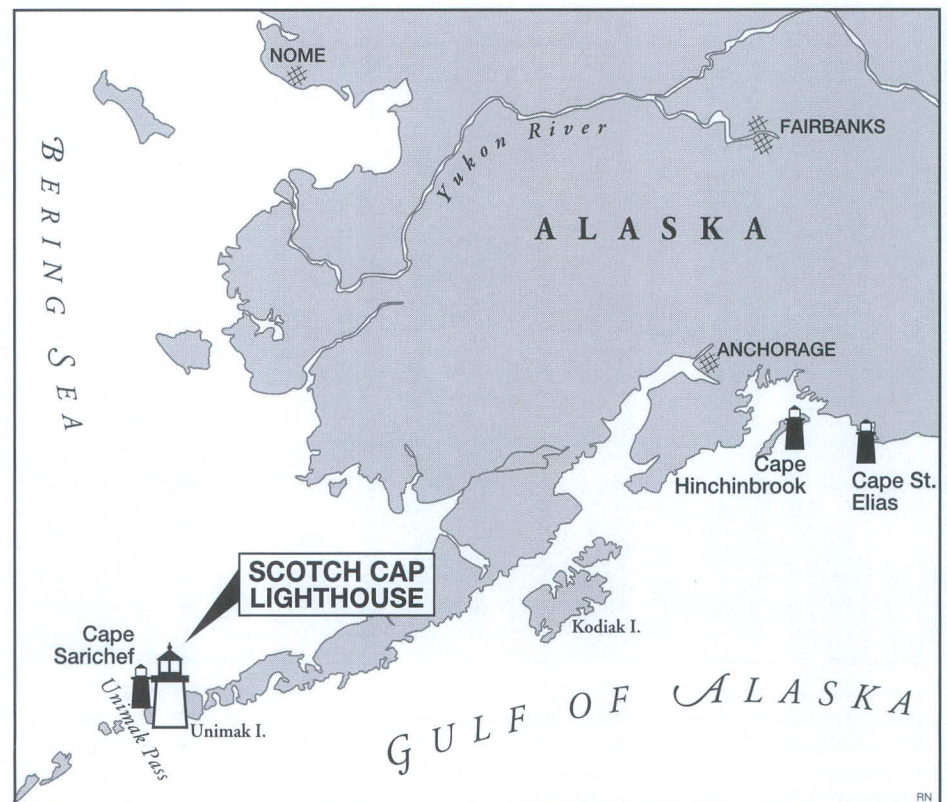 NOME
FAIRBANKS
Yukon River
BERING SEA
ALASKA
ANCHORAGE
Cape
Hinchinbrook
Cape St.
Elias
SCOTCH CAP
LIGHTHOUSE
Kodiak I.
Cape
Sarichef
Unimak Pass
Unimak I.
GULF OF ALASKA
RN